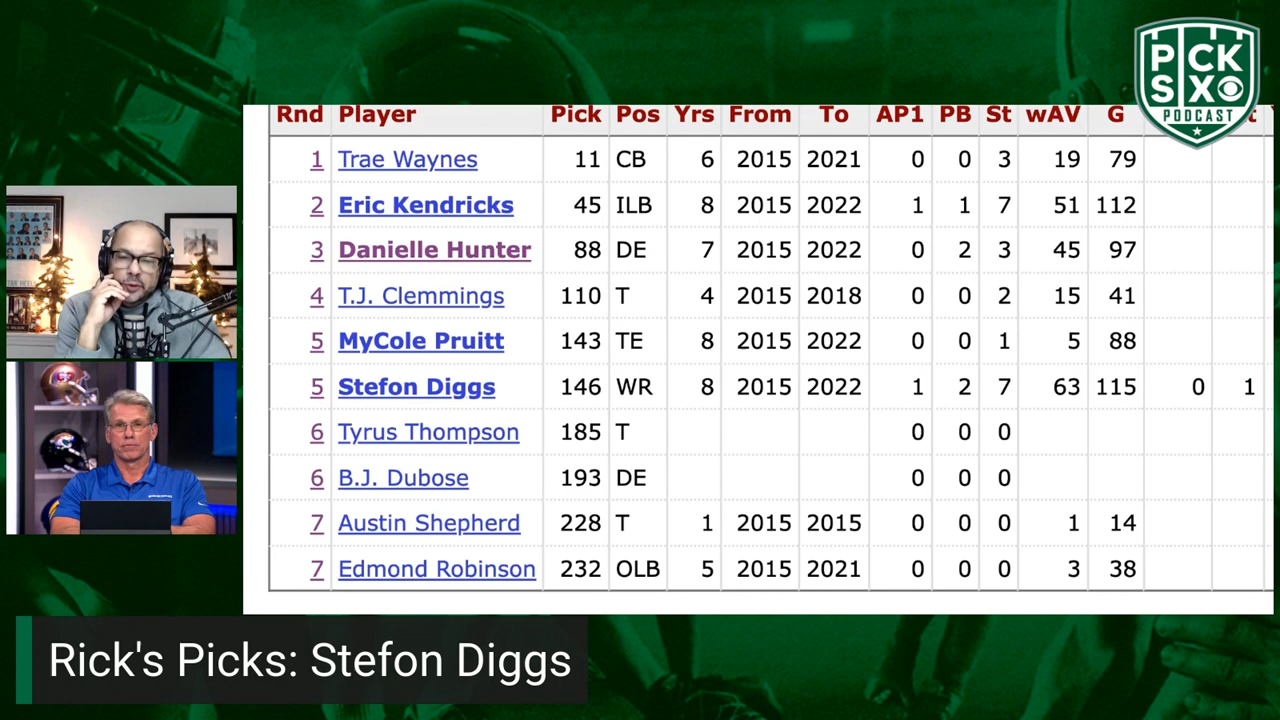 PICK
SIX
PODCAST
Rnd Player Pick Pos Yrs From To AP1 PB St wAV G
1 Trae Waynes 11 CB 6 2015 2021 0 0 3 19 79
2 Eric Kendricks 45 ILB 8 2015 2022 1 1 7 51 112
3 Danielle Hunter 88 DE 7 2015 2022 0 2 3 45 97
4 T.J. Clemmings 110 T 4 2015 2018 0 0 2 15 41
5 MyCole Pruitt 143 TE 8 2015 2022 0 0 1 5 88
5 Stefon Diggs 146 WR 8 2015 2022 1 2 7 63 115 0 1
6 Tyrus Thompson 185 T 0 0 0
6 B.J. Dubose 193 DE 0 0 0
7 Austin Shepherd 228 T 1 2015 2015 0 0 0 1 14
7 Edmond Robinson 232 OLB 5 2015 2021 0 0 0 3 38
Rick's Picks: Stefon Diggs